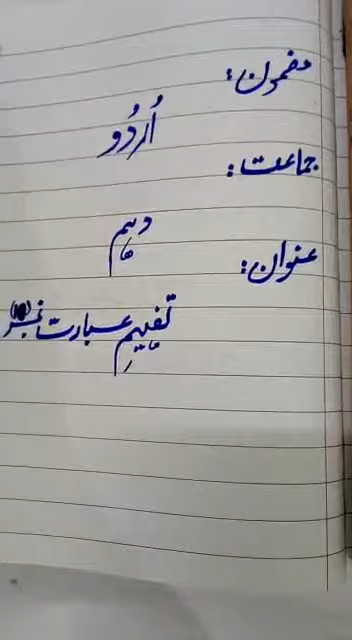 مضمون:
اُردُو
جماعت:
دہم
عنوان:
تفہیمِ عبارت نمبر